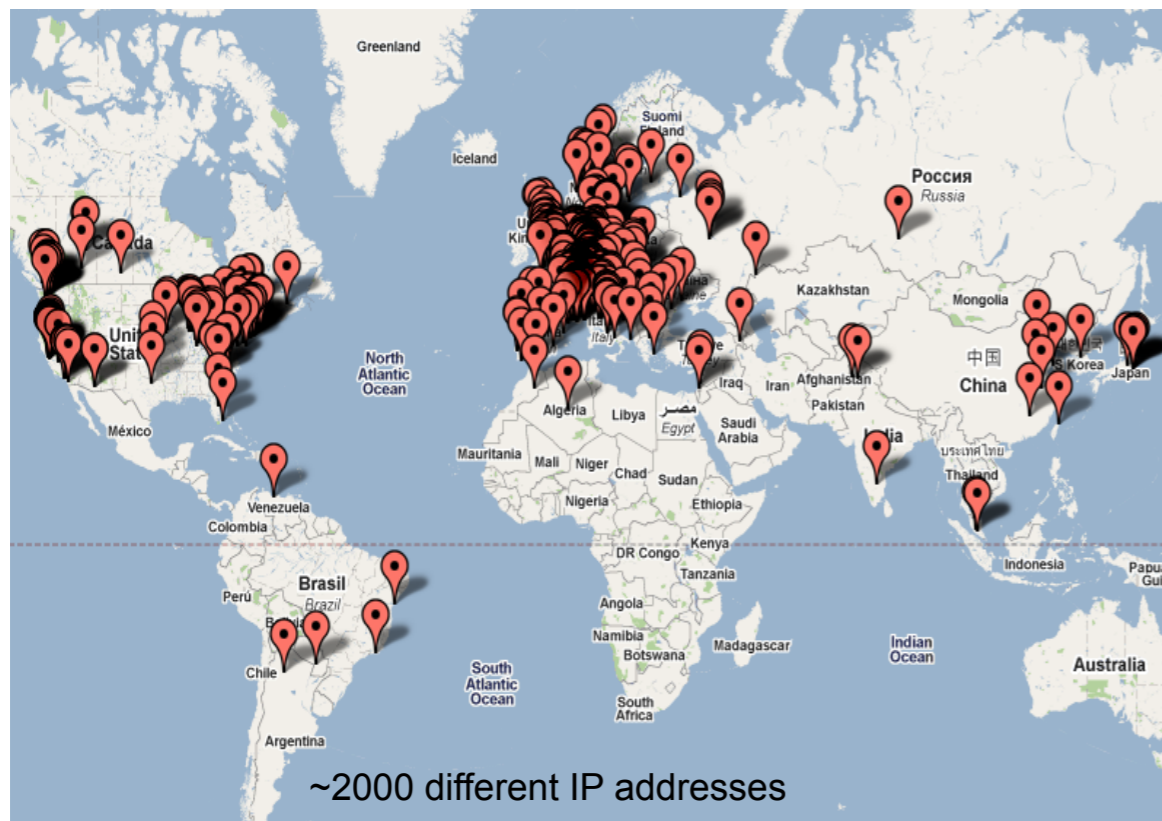 Greenland
Iceland
Suomi
Finland
Россия
Russia
Canada
Kazakhstan
Mongolia
中国
China
S Korea
Japan
North
Atlantic
Ocean
Italy
Iraq
Iran
Afghanistan
Pakistan
Algeria
Libya
مصر
Egypt
Saudi
Arabia
India
ประเทศไทย
Thailand
México
Mauritania
Mali
Niger
Chad
Sudan
Nigeria
Ethiopia
Venezuela
Colombia
DR Congo
Kenya
Tanzania
Indonesia
Papua
Brasil
Brazil
Perú
Angola
Namibia
Botswana
Madagascar
Indian
Ocean
Australia
Chile
South
Atlantic
Ocean
South
Africa
Argentina
~2000 different IP addresses